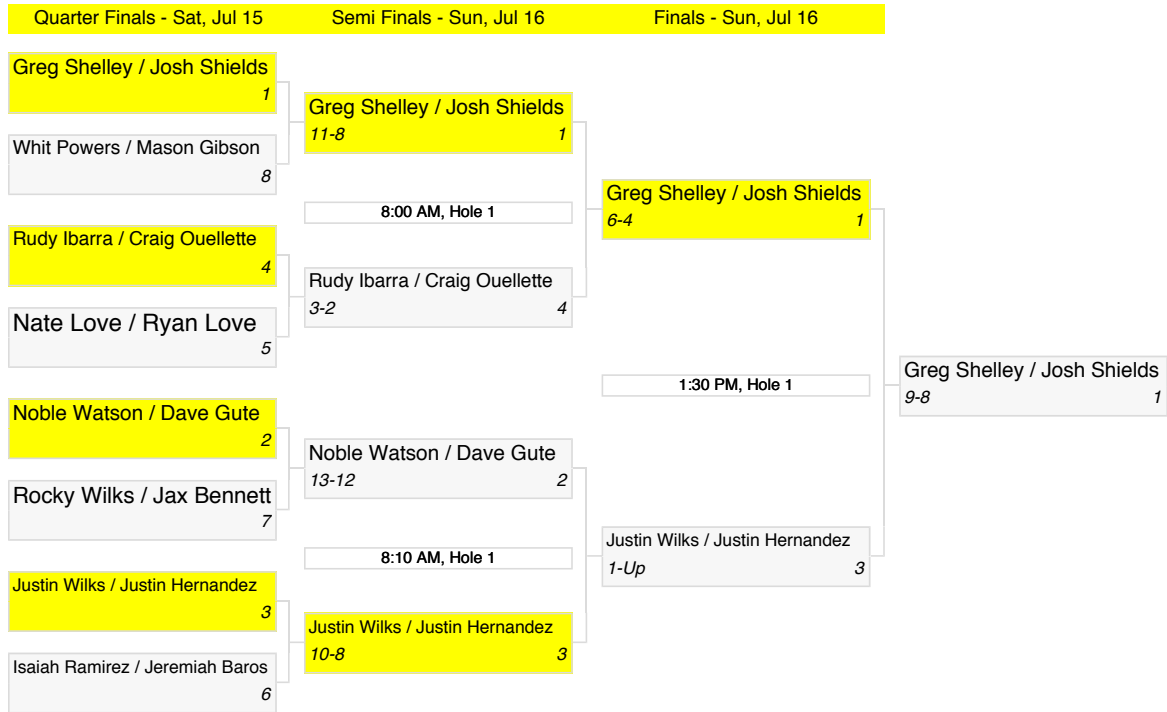 Quarter Finals - Sat, Jul 15
Semi Finals - Sun, Jul 16
Finals - Sun, Jul 16
Greg Shelley / Josh Shields
1
Whit Powers / Mason Gibson
8
Rudy Ibarra / Craig Ouellette
4
Nate Love / Ryan Love
5
Noble Watson / Dave Gute
2
Rocky Wilks / Jax Bennett
7
Justin Wilks / Justin Hernandez
3
Isaiah Ramirez / Jeremiah Baros
6
Greg Shelley / Josh Shields
11-8 1
8:00 AM, Hole 1
Rudy Ibarra / Craig Ouellette
3-2 4
Noble Watson / Dave Gute
13-12 2
8:10 AM, Hole 1
Justin Wilks / Justin Hernandez
10-8 3
Greg Shelley / Josh Shields
6-4 1
1:30 PM, Hole 1
Justin Wilks / Justin Hernandez
1-Up 3
Greg Shelley / Josh Shields
9-8 1